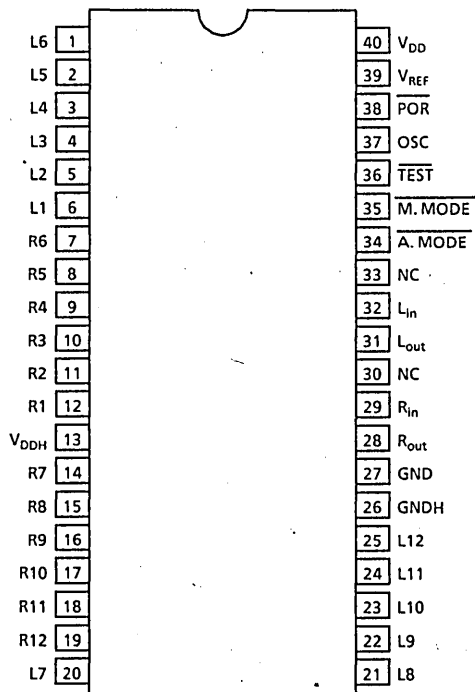 L6 1 40 VDD
L5 2 39 VREF
L4 3 38 POR
L3 4 37 OSC
L2 5 36 TEST
L1 6 35 M. MODE
R6 7 34 A. MODE
R5 8 33 NC
R4 9 32 Lin
R3 10 31 Lout
R2 11 30 NC
R1 12 29 Rin
VDDH 13 28 Rout
R7 14 27 GND
R8 15 26 GNDH
R9 16 25 L12
R10 17 24 L11
R11 18 23 L10
R12 19 22 L9
L7 20 21 L8